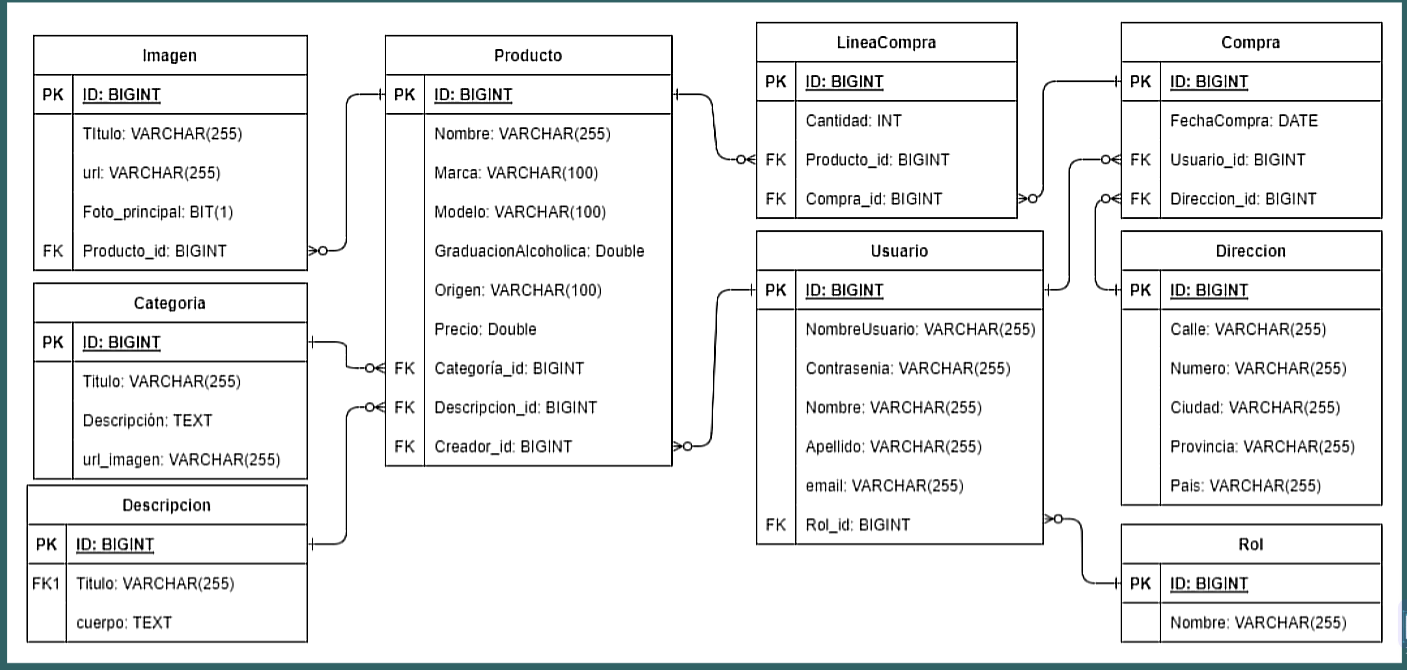 Imagen
PK ID: BIGINT
TItulo: VARCHAR(255)
url: VARCHAR(255)
Foto_principal: BIT(1)
FK Producto_id: BIGINT
Categoria
PK ID: BIGINT
Titulo: VARCHAR(255)
Descripción: TEXT
url_imagen: VARCHAR(255)
Descripcion
PK ID: BIGINT
FK1 Titulo: VARCHAR(255)
cuerpo: TEXT
Producto
PK ID: BIGINT
Nombre: VARCHAR(255)
Marca: VARCHAR(100)
Modelo: VARCHAR(100)
GraduacionAlcoholica: Double
Origen: VARCHAR(100)
Precio: Double
FK Categoría_id: BIGINT
FK Descripcion_id: BIGINT
FK Creador_id: BIGINT
LineaCompra
PK ID: BIGINT
Cantidad: INT
FK Producto_id: BIGINT
FK Compra_id: BIGINT
Usuario
PK ID: BIGINT
NombreUsuario: VARCHAR(255)
Contrasenia: VARCHAR(255)
Nombre: VARCHAR(255)
Apellido: VARCHAR(255)
email: VARCHAR(255)
FK Rol_id: BIGINT
Compra
PK ID: BIGINT
FechaCompra: DATE
FK Usuario_id: BIGINT
FK Direccion_id: BIGINT
Direccion
PK ID: BIGINT
Calle: VARCHAR(255)
Numero: VARCHAR(255)
Ciudad: VARCHAR(255)
Provincia: VARCHAR(255)
Pais: VARCHAR(255)
Rol
PK ID: BIGINT
Nombre: VARCHAR(255)